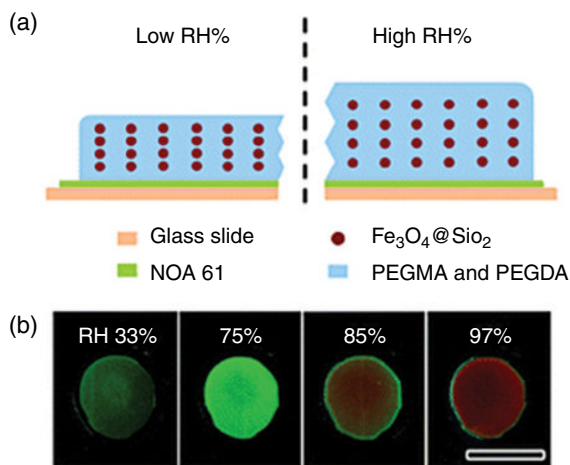 (a)
Low RH% High RH%
Glass slide Fe₃O₄@Sio₂
NOA 61 PEGMA and PEGDA
(b)
RH 33% 75% 85% 97%